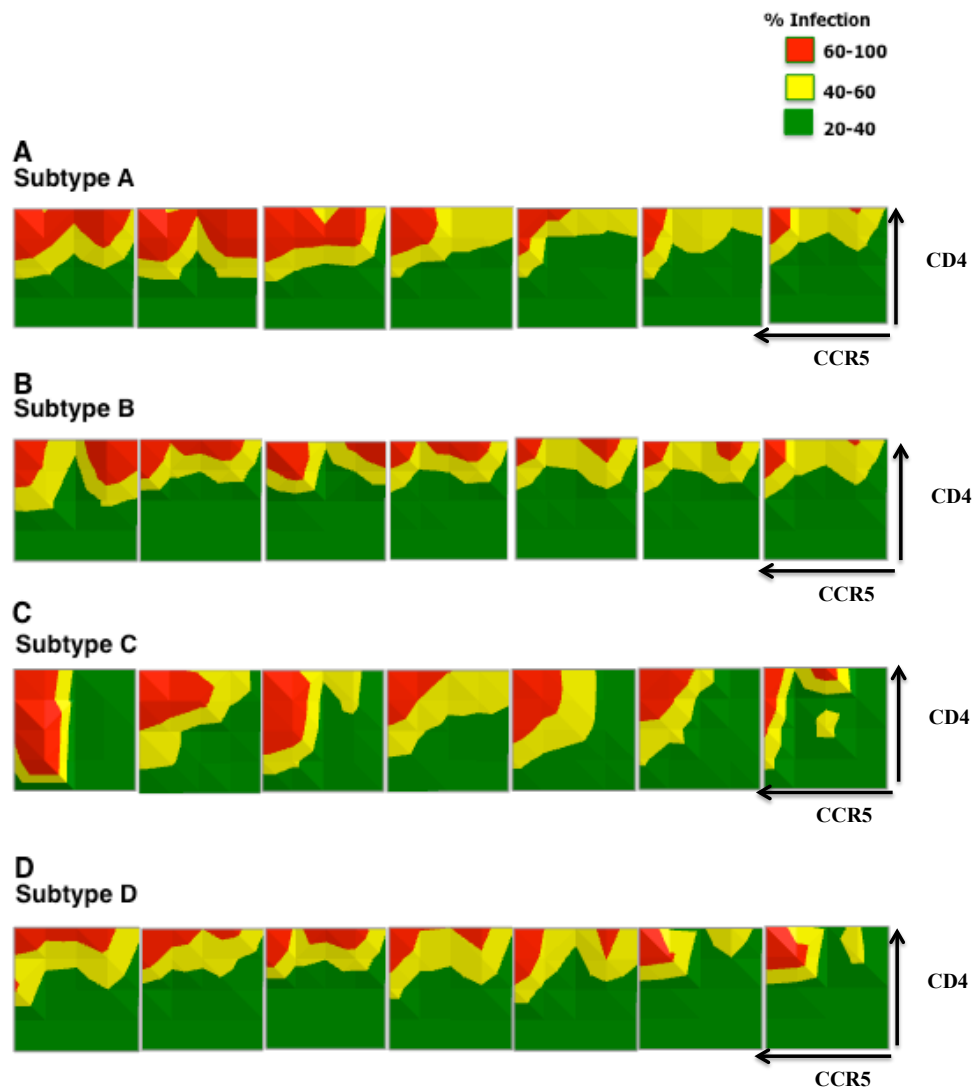 % Infection
60-100
40-60
20-40
A
Subtype A
CD4
CCR5
B
Subtype B
CD4
CCR5
C
Subtype C
CD4
CCR5
D
Subtype D
CD4
CCR5